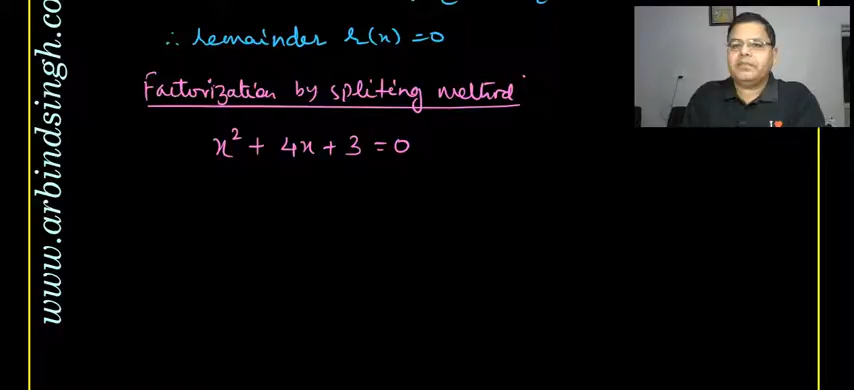 ∴ remainder r(x) = 0
Factorization by spliting method
x² + 4x + 3 = 0
www.arbindsingh.co
I ❤